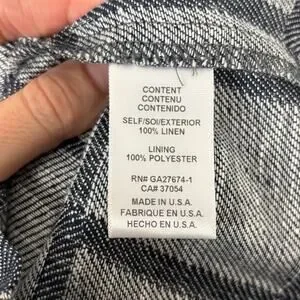 CONTENT
CONTENU
CONTENIDO
SELF/SOI/EXTERIOR
100% LINEN
LINING
100% POLYESTER
RN# GA27674-1
CA# 37054
MADE IN U.S.A.
FABRIQUE EN U.S.A.
HECHO EN U.S.A.